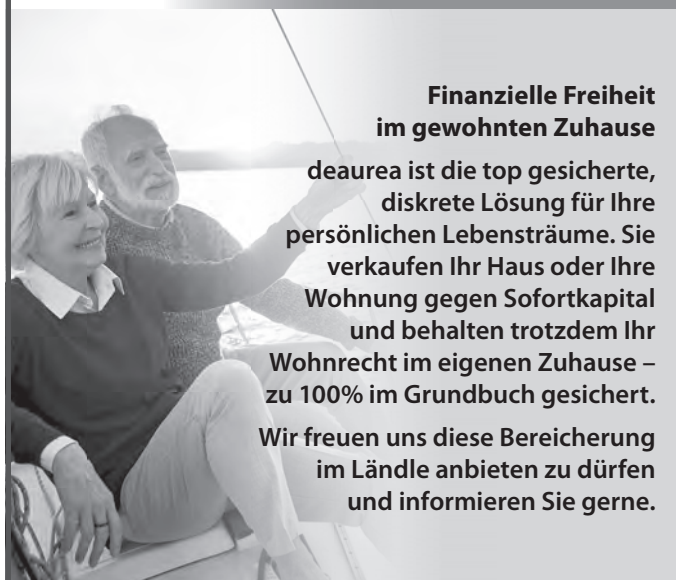 Finanzielle Freiheit
im gewohnten Zuhause
deaurea ist die top gesicherte,
diskrete Lösung für Ihre
persönlichen Lebensträume. Sie
verkaufen Ihr Haus oder Ihre
Wohnung gegen Sofortkapital
und behalten trotzdem Ihr
Wohnrecht im eigenen Zuhause –
zu 100% im Grundbuch gesichert.
Wir freuen uns diese Bereicherung
im Ländle anbieten zu dürfen
und informieren Sie gerne.